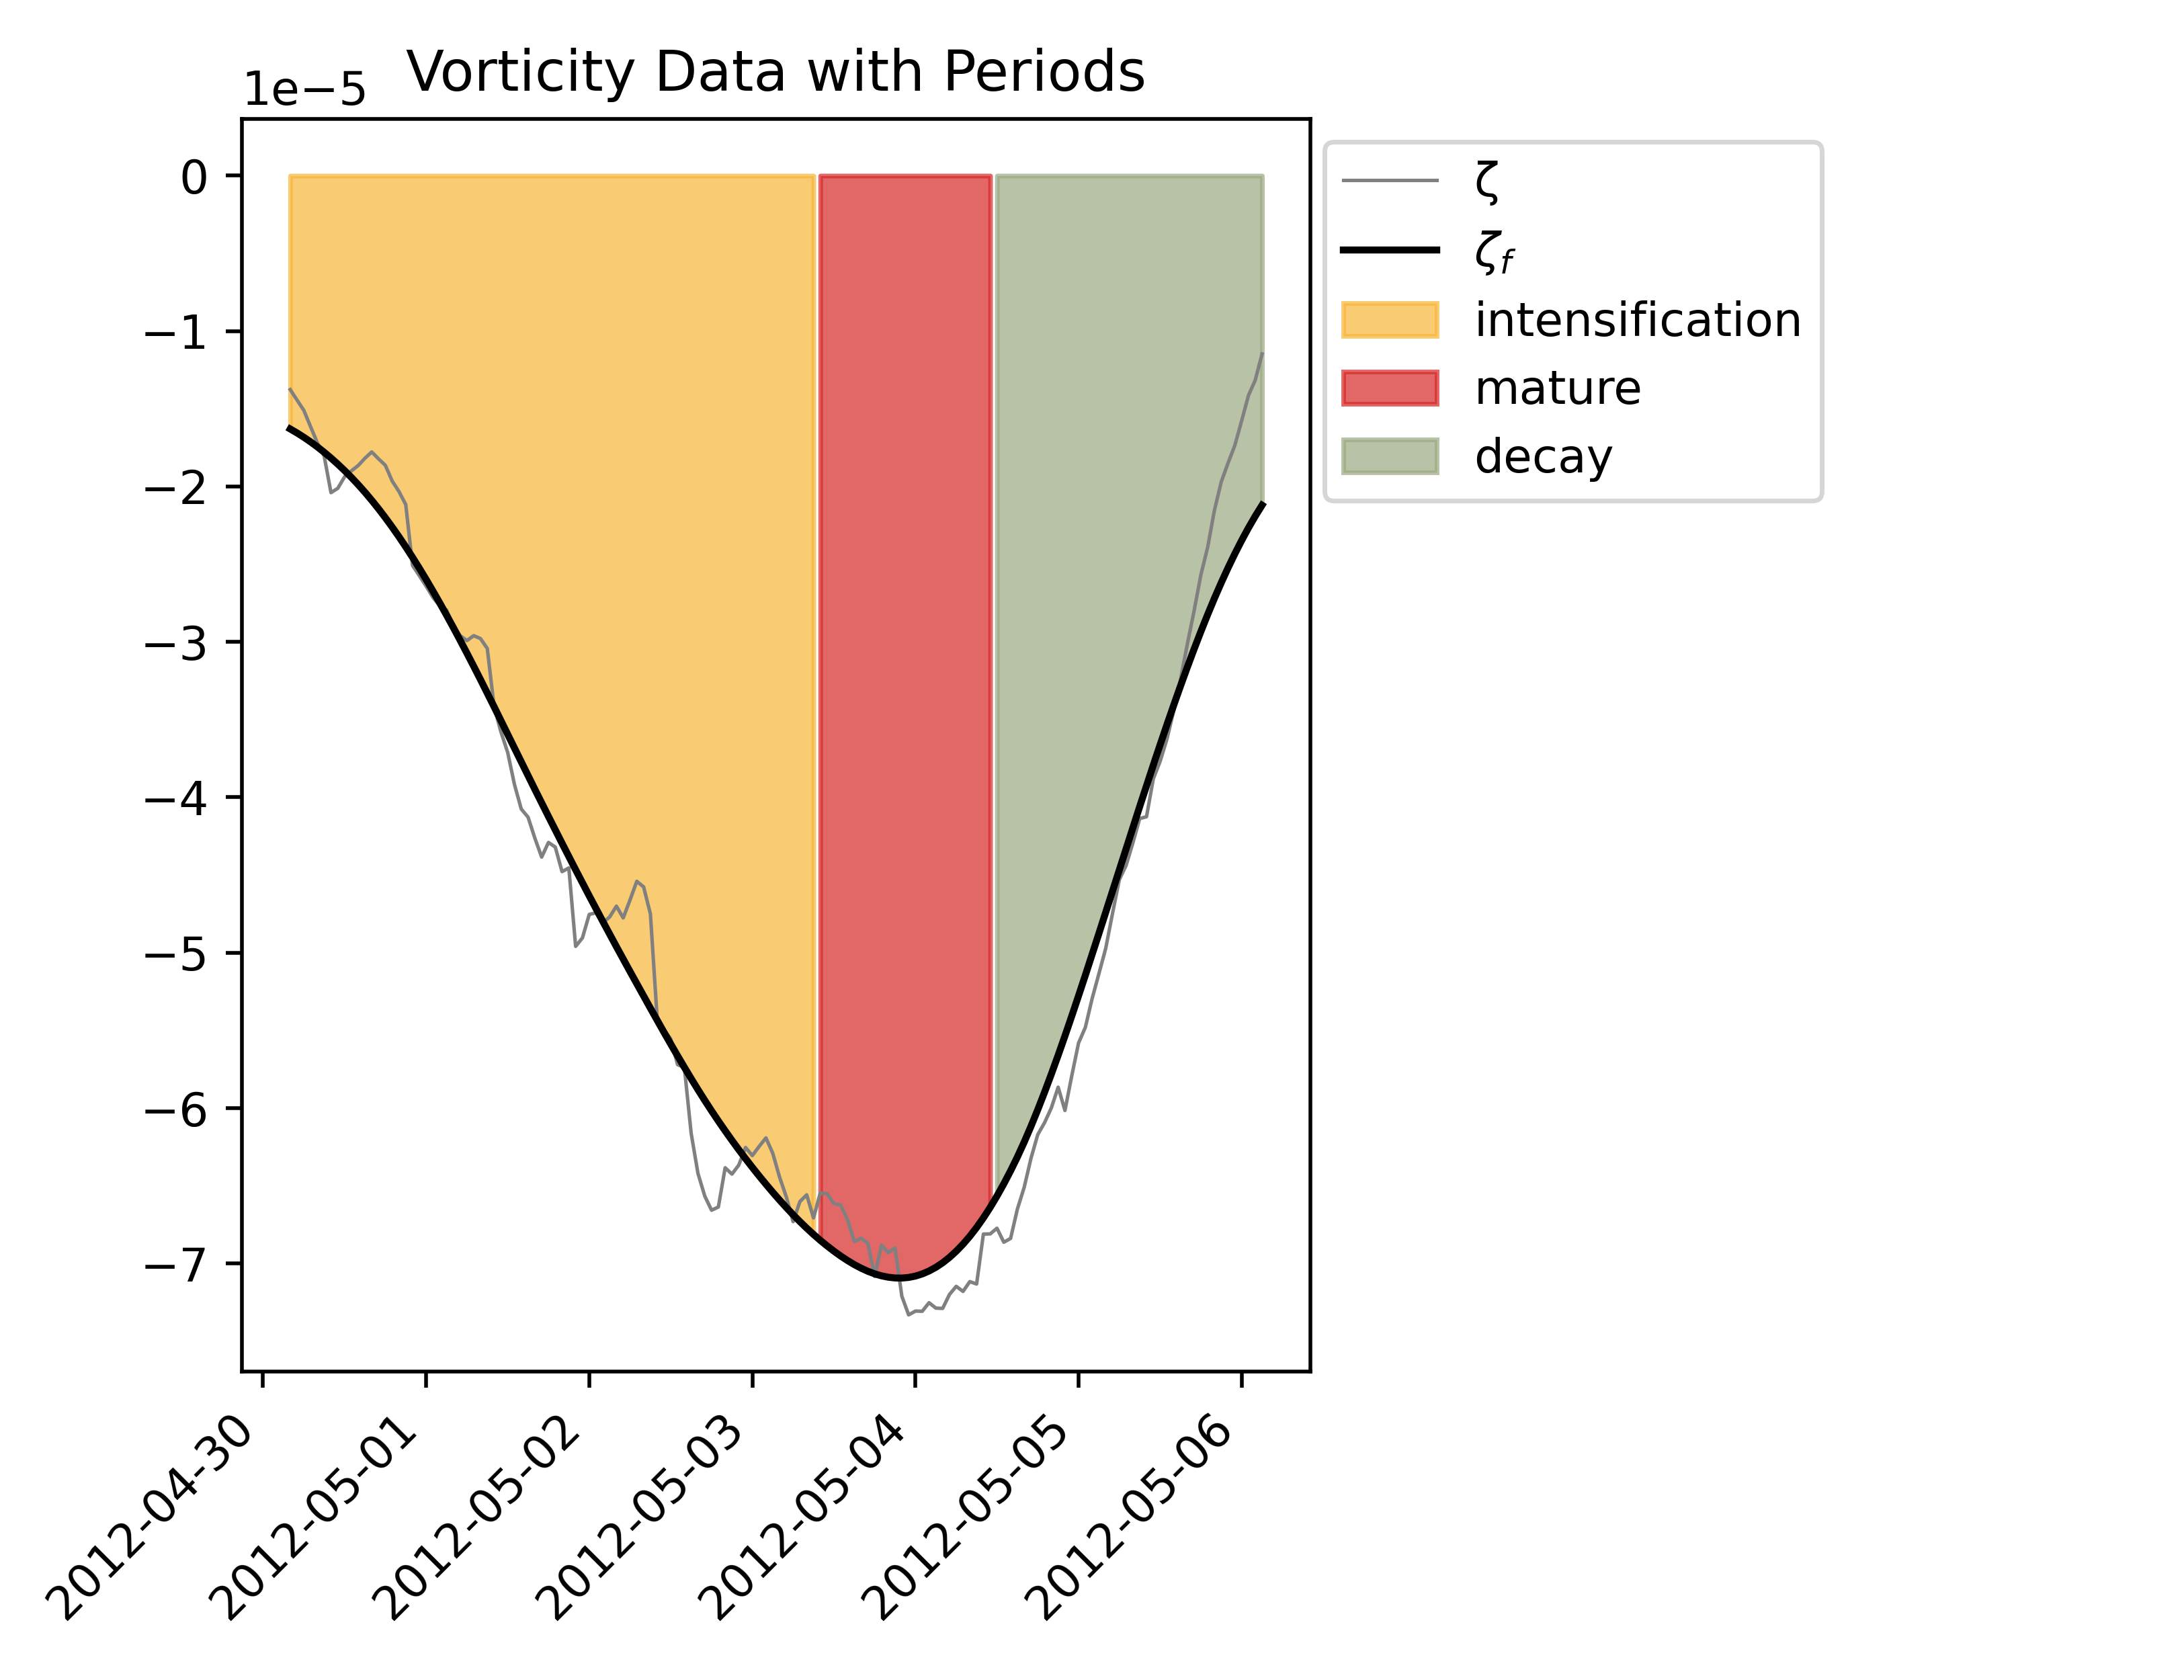 Vorticity Data with Periods
1e−5
0
−1
−2
−3
−4
−5
−6
−7
2012-04-30
2012-05-01
2012-05-02
2012-05-03
2012-05-04
2012-05-05
2012-05-06
ζ
ζf
intensification
mature
decay